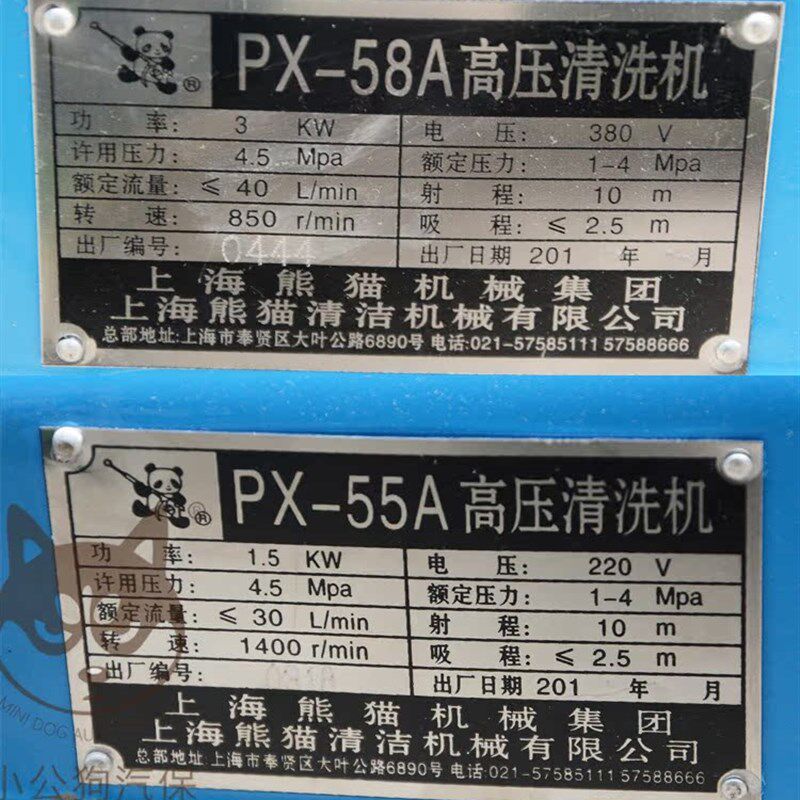 ® PX-58A高压清洗机
功 率: 3 KW 电 压: 380 V
许用压力: 4.5 Mpa 额定压力: 1-4 Mpa
额定流量: ≤ 40 L/min 射 程: 10 m
转 速: 850 r/min 吸 程: ≤ 2.5 m
出厂编号: 0444 出厂日期 201 年 月
上海熊猫机械集团
上海熊猫清洁机械有限公司
总部地址:上海市奉贤区大叶公路6890号 电话:021-57585111 57588666
® PX-55A高压清洗机
功 率: 1.5 KW 电 压: 220 V
许用压力: 4.5 Mpa 额定压力: 1-4 Mpa
额定流量: ≤ 30 L/min 射 程: 10 m
转 速: 1400 r/min 吸 程: ≤ 2.5 m
出厂编号: 出厂日期 201 年 月
上海熊猫机械集团
上海熊猫清洁机械有限公司
总部地址:上海市奉贤区大叶公路6890号 电话:021-57585111 57588666
MINI DOG AU
小公狗汽保